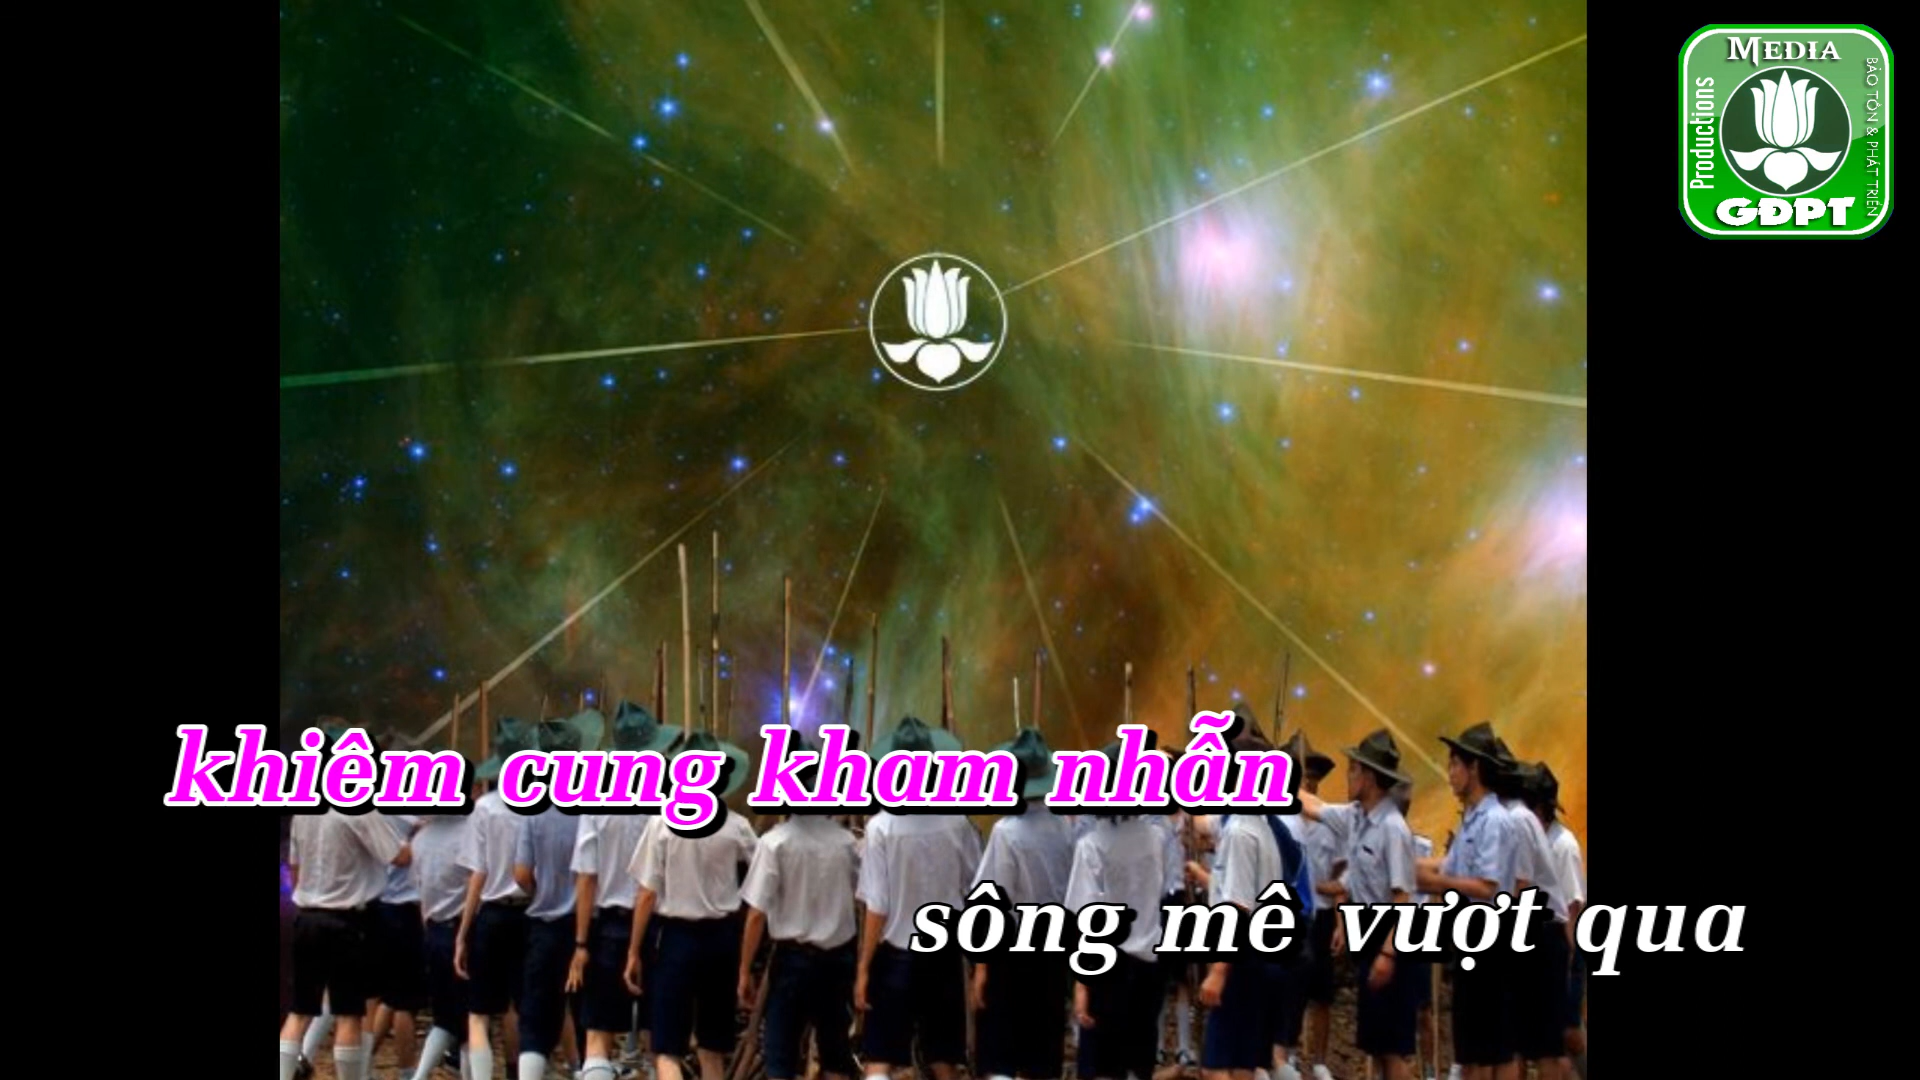 MEDIA
Productions
BẢO TỒN & PHÁT TRIỂN
GĐPT
khiêm cung kham nhẫn
sông mê vượt qua